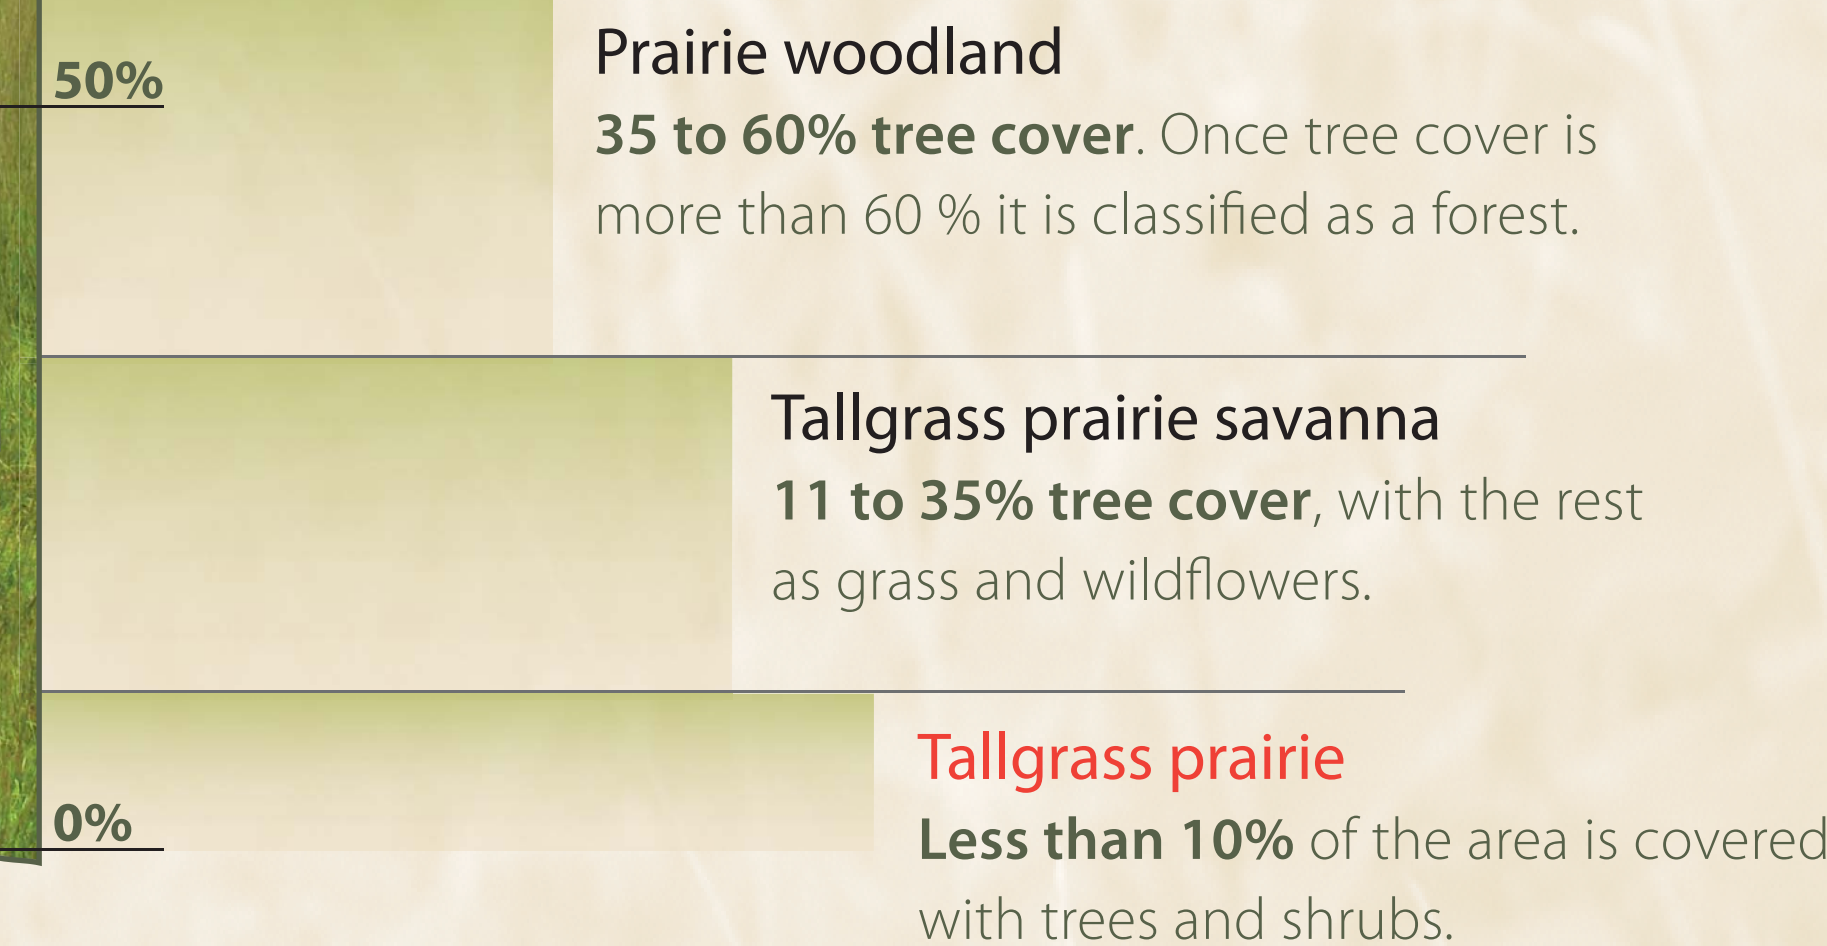 50%
Prairie woodland
35 to 60% tree cover. Once tree cover is
more than 60 % it is classified as a forest.
Tallgrass prairie savanna
11 to 35% tree cover, with the rest
as grass and wildflowers.
Tallgrass prairie
0%
Less than 10% of the area is covered
with trees and shrubs.